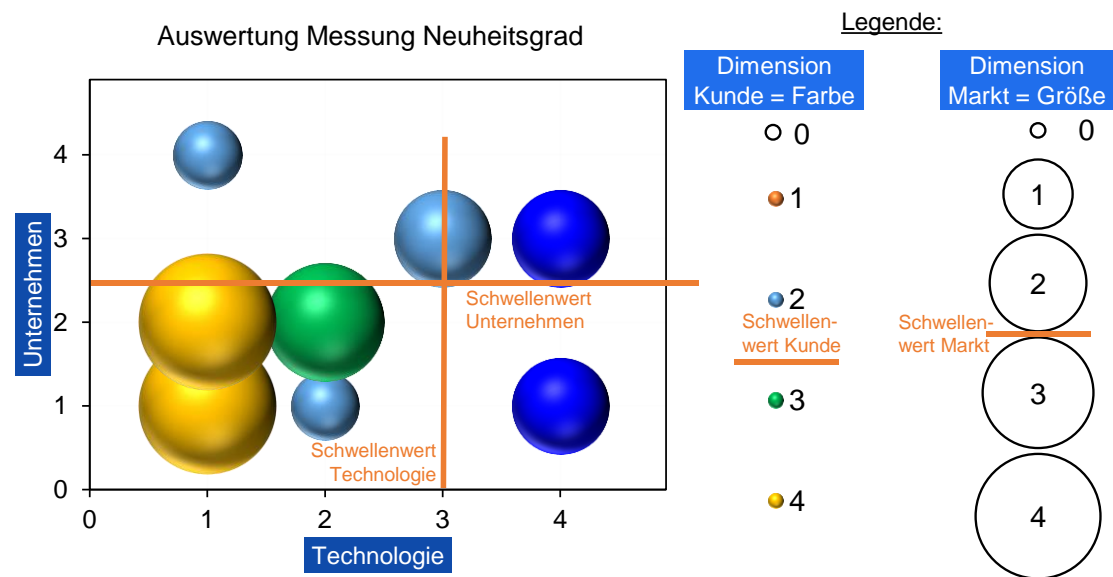 Auswertung Messung Neuheitsgrad
Legende:
Dimension
Kunde = Farbe
Dimension
Markt = Größe
Unternehmen
4
3
2
1
0
0
1
2
3
4
Technologie
Schwellenwert
Unternehmen
Schwellenwert
Technologie
0
1
2
Schwellen-
wert Kunde
3
4
0
1
2
Schwellen-
wert Markt
3
4